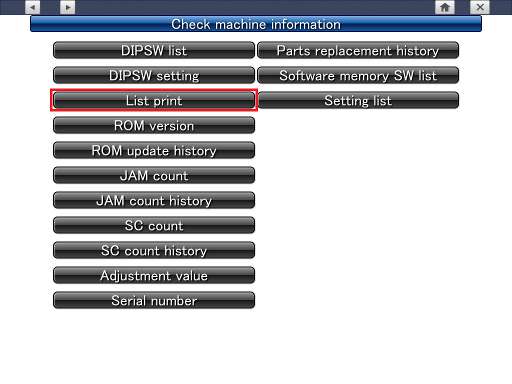 Check machine information
DIPSW list
DIPSW setting
List print
ROM version
ROM update history
JAM count
JAM count history
SC count
SC count history
Adjustment value
Serial number
Parts replacement history
Software memory SW list
Setting list